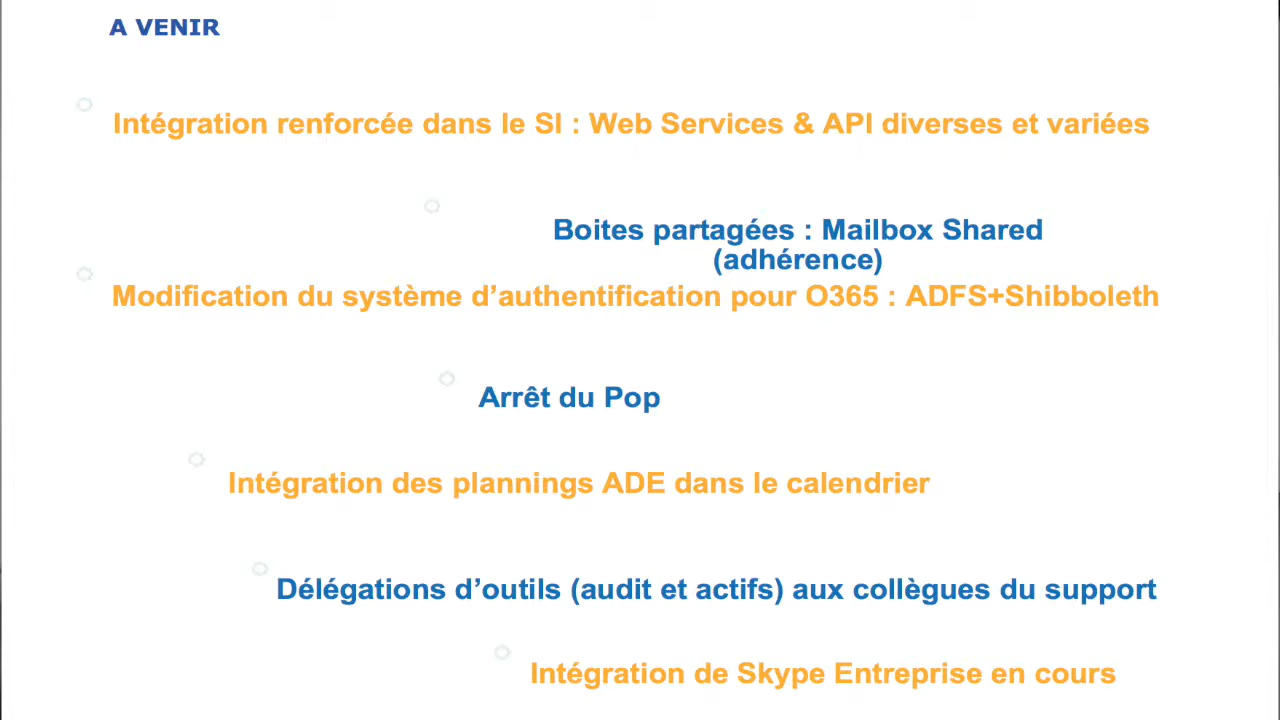 A VENIR
Intégration renforcée dans le SI : Web Services & API diverses et variées
Boites partagées : Mailbox Shared
(adhérence)
Modification du système d’authentification pour O365 : ADFS+Shibboleth
Arrêt du Pop
Intégration des plannings ADE dans le calendrier
Délégations d’outils (audit et actifs) aux collègues du support
Intégration de Skype Entreprise en cours